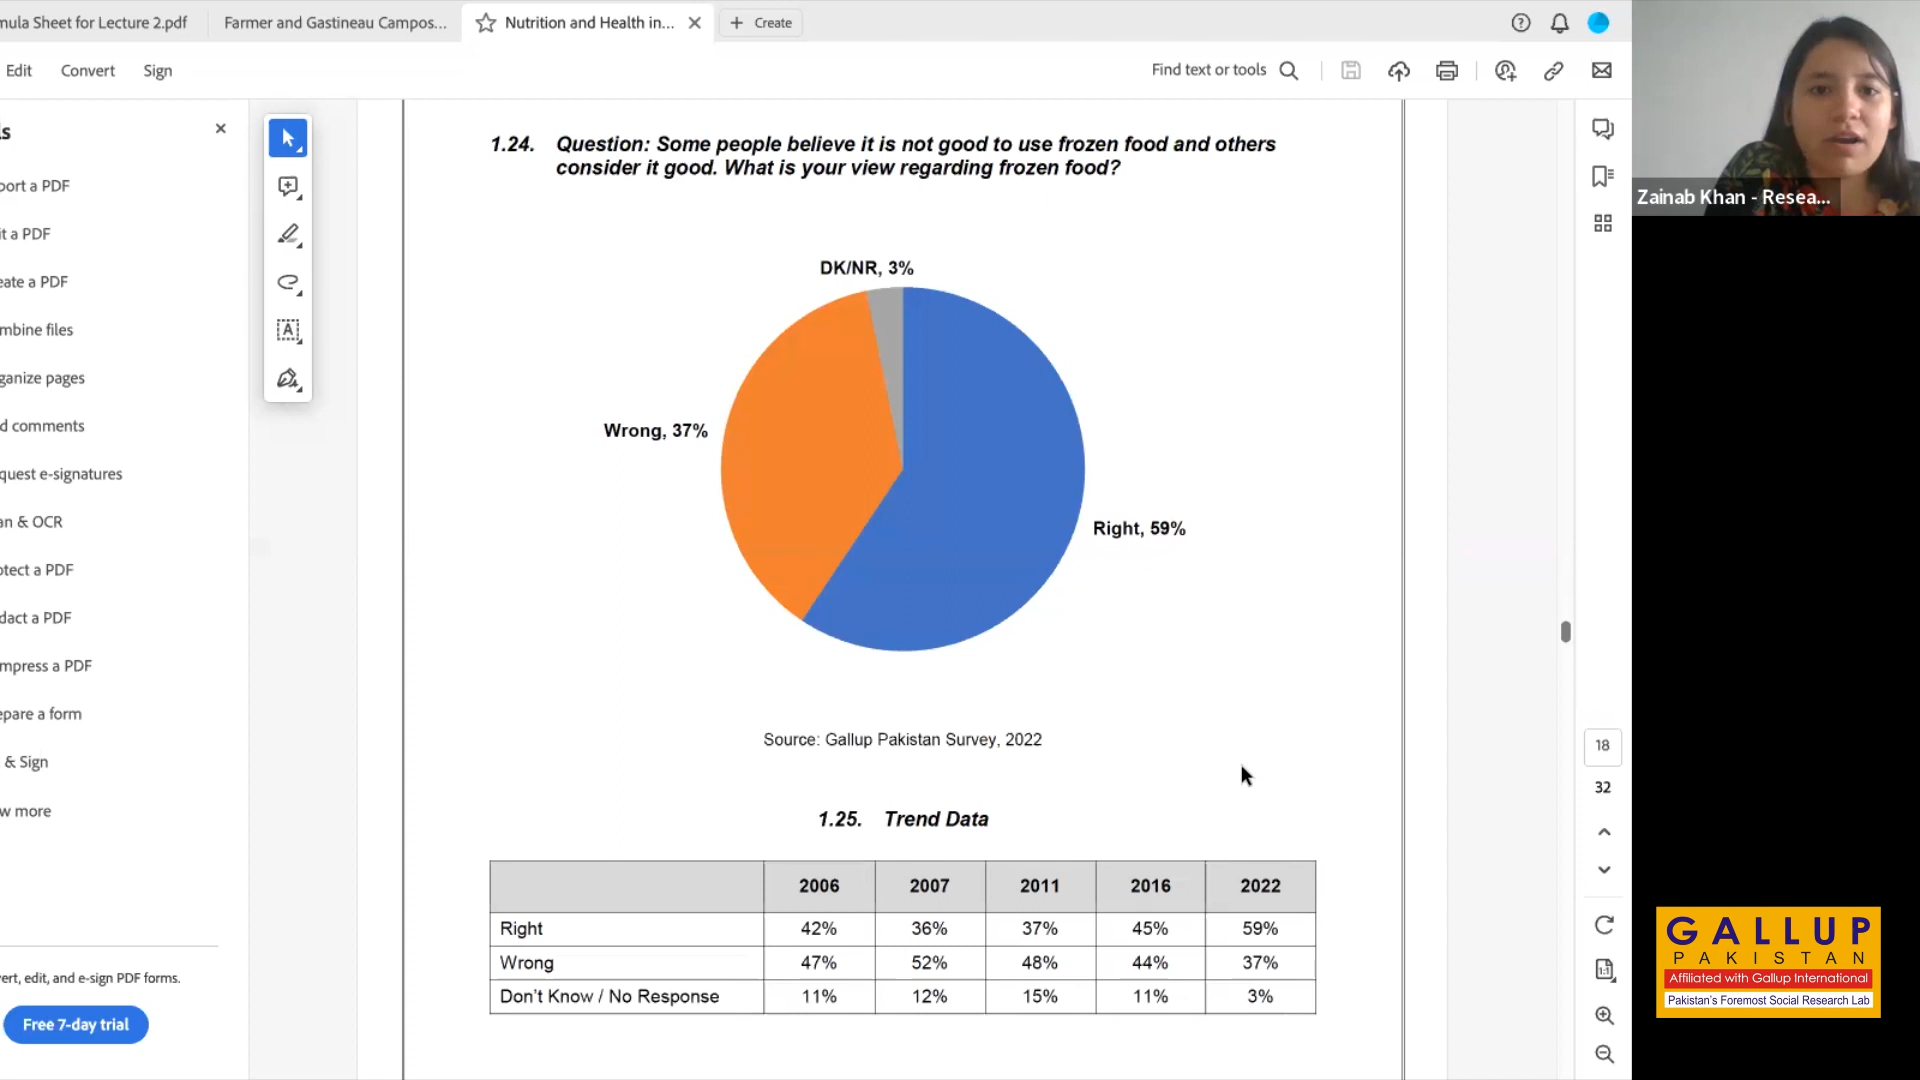 mula Sheet for Lecture 2.pdf
Farmer and Gastineau Campos...
Nutrition and Health in...
Create
Edit
Convert
Sign
Find text or tools
s
port a PDF
it a PDF
eate a PDF
mbine files
ganize pages
d comments
quest e-signatures
an & OCR
otect a PDF
dact a PDF
mpress a PDF
epare a form
& Sign
w more
vert, edit, and e-sign PDF forms.
Free 7-day trial
1.24. Question: Some people believe it is not good to use frozen food and others
consider it good. What is your view regarding frozen food?
DK/NR, 3%
Wrong, 37%
Right, 59%
Source: Gallup Pakistan Survey, 2022
1.25. Trend Data
2006 2007 2011 2016 2022
Right 42% 36% 37% 45% 59%
Wrong 47% 52% 48% 44% 37%
Don't Know / No Response 11% 12% 15% 11% 3%
18
32
1:1
Zainab Khan - Resea...
GALLUP
PAKISTAN
Affiliated with Gallup International
Pakistan's Foremost Social Research Lab